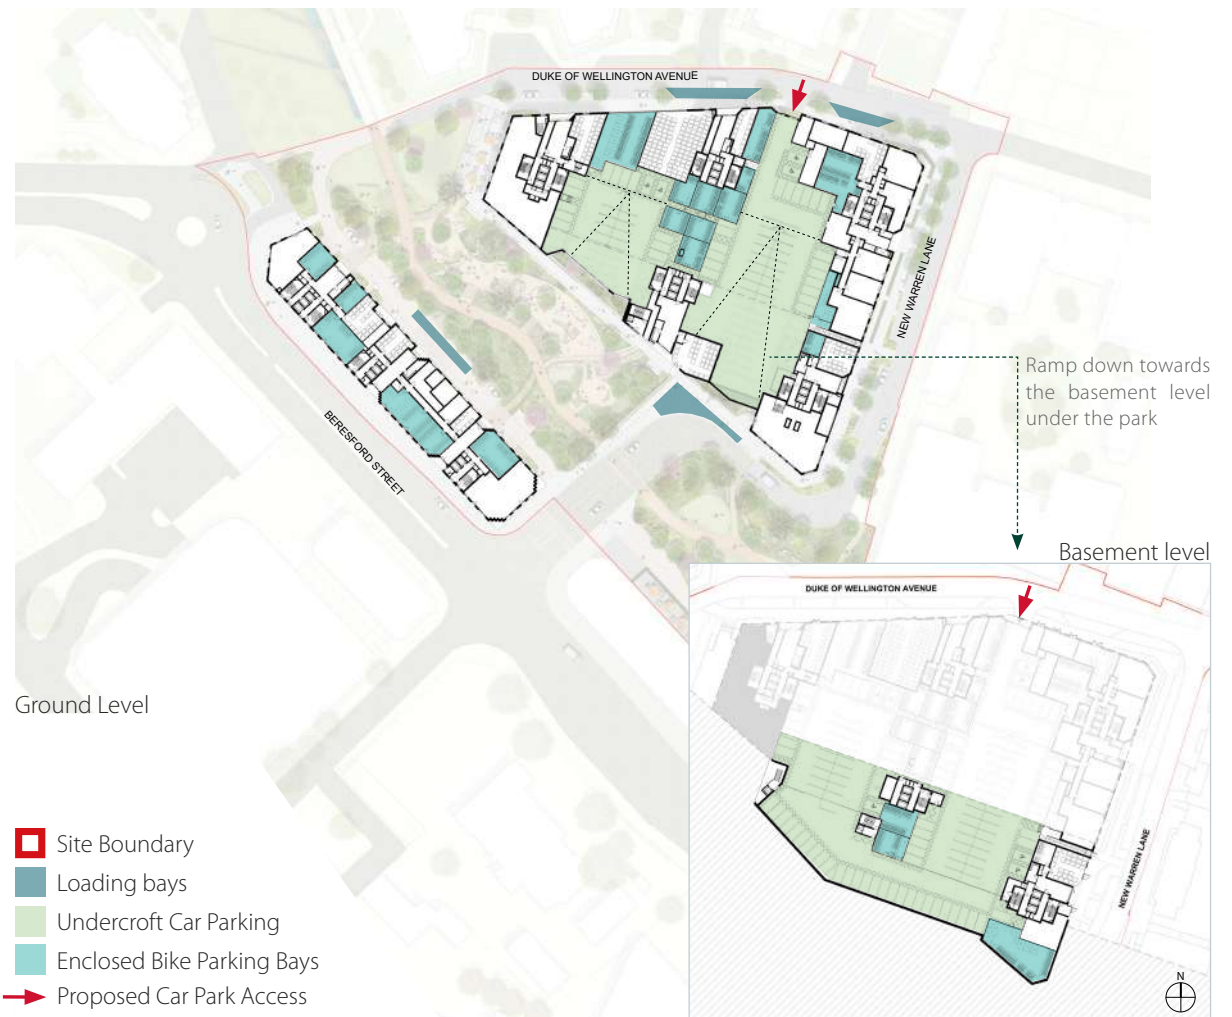 DUKE OF WELLINGTON AVENUE
NEW WARREN LANE
BERESFORD STREET
Ramp down towards
the basement level
under the park
Basement level
DUKE OF WELLINGTON AVENUE
NEW WARREN LANE
N
Ground Level
Site Boundary
Loading bays
Undercroft Car Parking
Enclosed Bike Parking Bays
Proposed Car Park Access